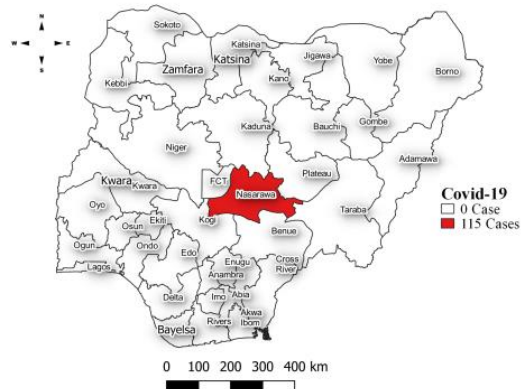 N
W E
S
Sokoto
Katsina
Katsina
Jigawa
Yobe
Borno
Zamfara
Kano
Kebbi
Gombe
Kaduna
Bauchi
Niger
Adamawa
Plateau
FCT
Nasarawa
Kwara
Kwara
Taraba
Oyo
Kogi
Ekiti
Osun
Benue
Ogun
Ondo
Edo
Enugu
Cross
River
Lagos
Anambra
Delta
Imo
Abia
Akwa
Ibom
Rivers
Bayelsa
Covid-19
0 Case
115 Cases
0 100 200 300 400 km